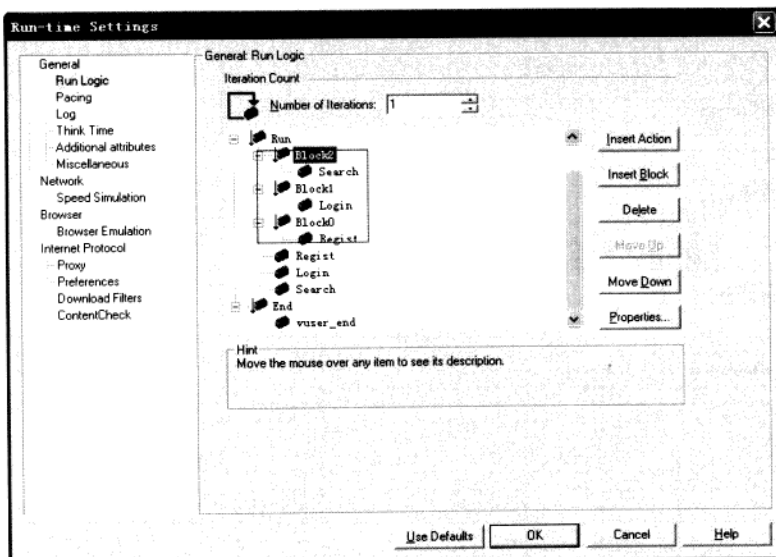 Run-time Settings
General
Run Logic
Pacing
Log
Think Time
Additional attributes
Miscellaneous
Network
Speed Simulation
Browser
Browser Emulation
Internet Protocol
Proxy
Preferences
Download Filters
ContentCheck
General: Run Logic
Iteration Count
Number of Iterations: 1
Run
Block2
Search
Block1
Login
Block0
Regist
Regist
Login
Search
End
vuser_end
Insert Action
Insert Block
Delete
Move Up
Move Down
Properties...
Hint
Move the mouse over any item to see its description.
Use Defaults
OK
Cancel
Help